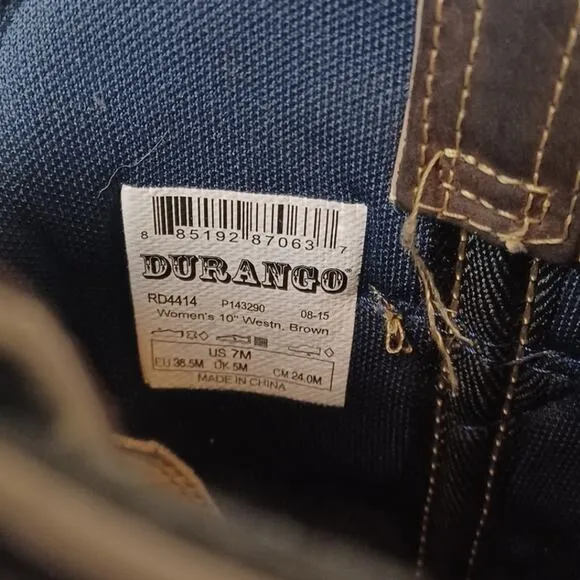 8 85192 87063 7
DURANGO
RD4414 P143290 08-15
Women's 10" Westn, Brown
US 7M
EU 38.5M UK 5M CM 24.0M
MADE IN CHINA